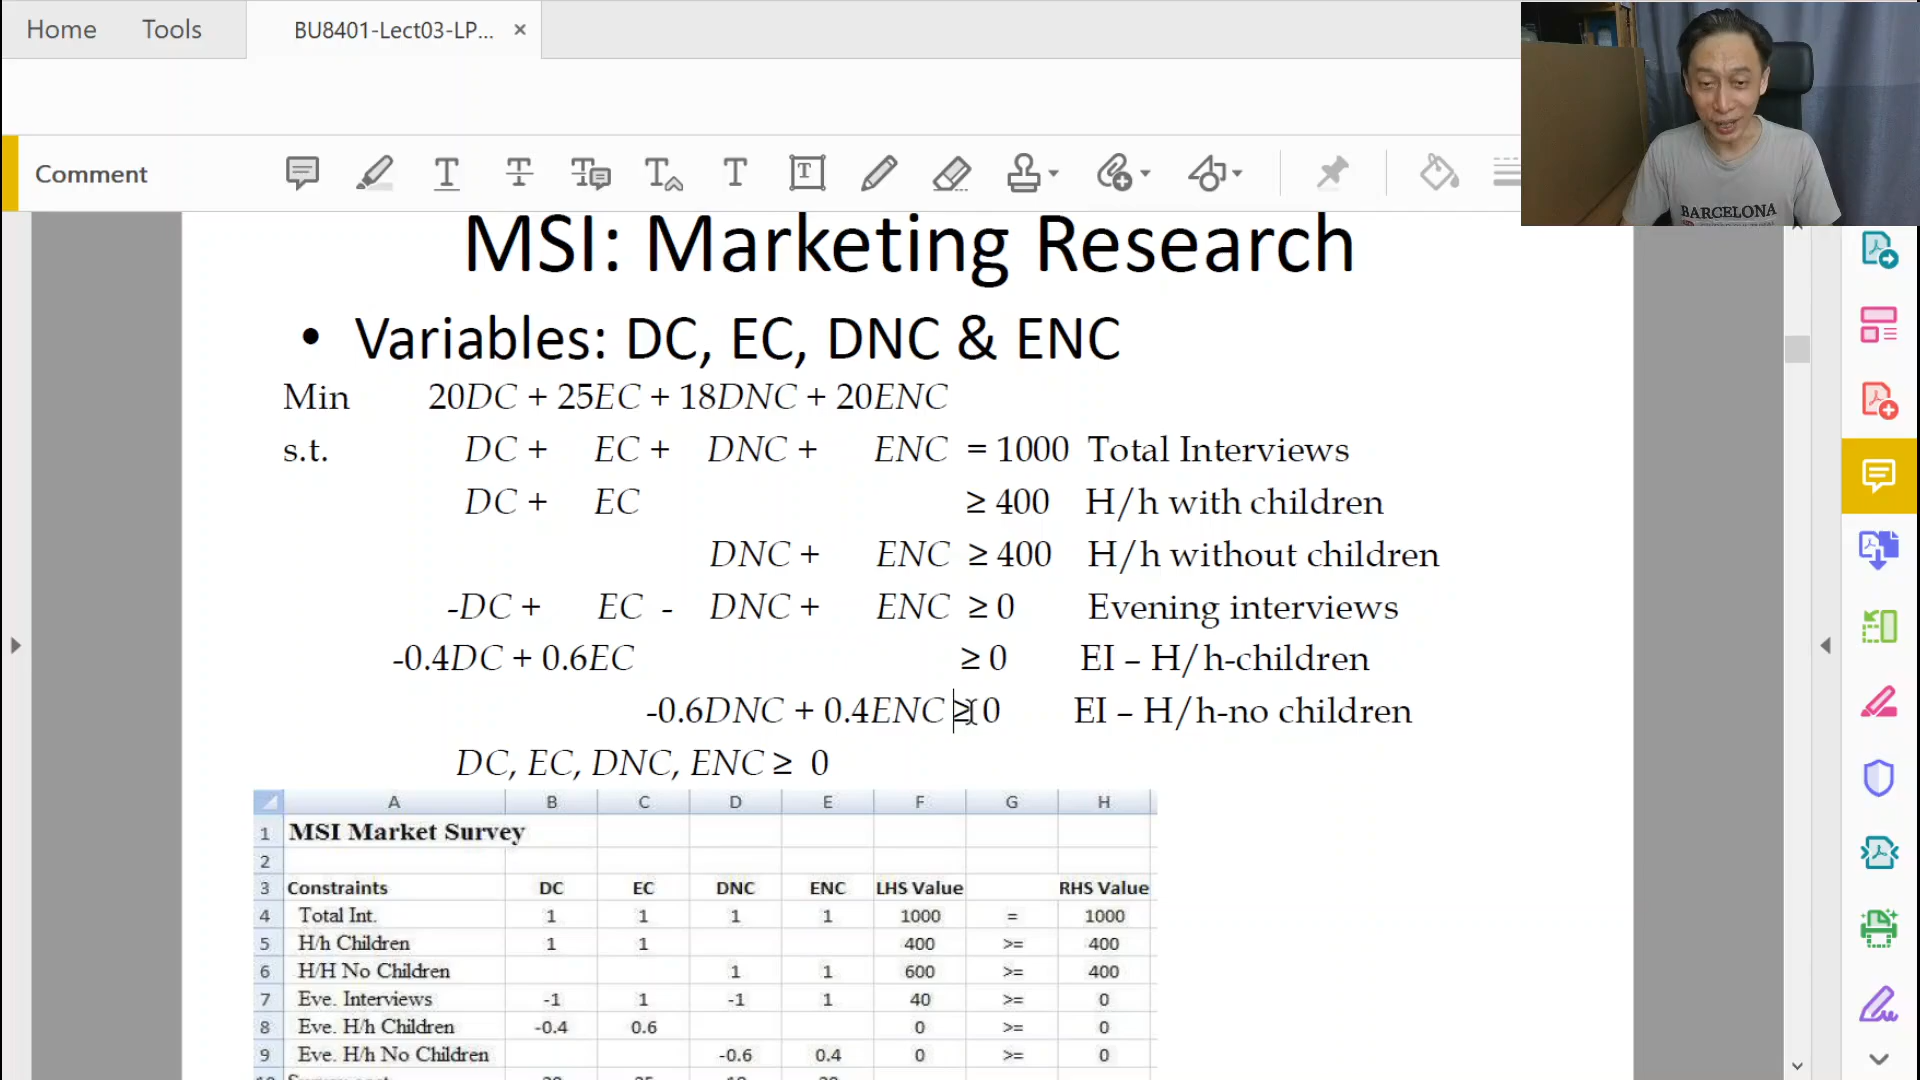 Home Tools BU8401-Lect03-LP... ×
BARCELONA
Comment
MSI: Marketing Research
• Variables: DC, EC, DNC & ENC
Min 20DC + 25EC + 18DNC + 20ENC
s.t. DC + EC + DNC + ENC = 1000 Total Interviews
DC + EC ≥ 400 H/h with children
DNC + ENC ≥ 400 H/h without children
-DC + EC - DNC + ENC ≥ 0 Evening interviews
-0.4DC + 0.6EC ≥ 0 EI – H/h-children
-0.6DNC + 0.4ENC ≥ 0 EI – H/h-no children
DC, EC, DNC, ENC ≥ 0
A B C D E F G H
1 MSI Market Survey
2
3 Constraints DC EC DNC ENC LHS Value RHS Value
4 Total Int. 1 1 1 1 1000 = 1000
5 H/h Children 1 1 400 >= 400
6 H/H No Children 1 1 600 >= 400
7 Eve. Interviews -1 1 -1 1 40 >= 0
8 Eve. H/h Children -0.4 0.6 0 >= 0
9 Eve. H/h No Children -0.6 0.4 0 >= 0